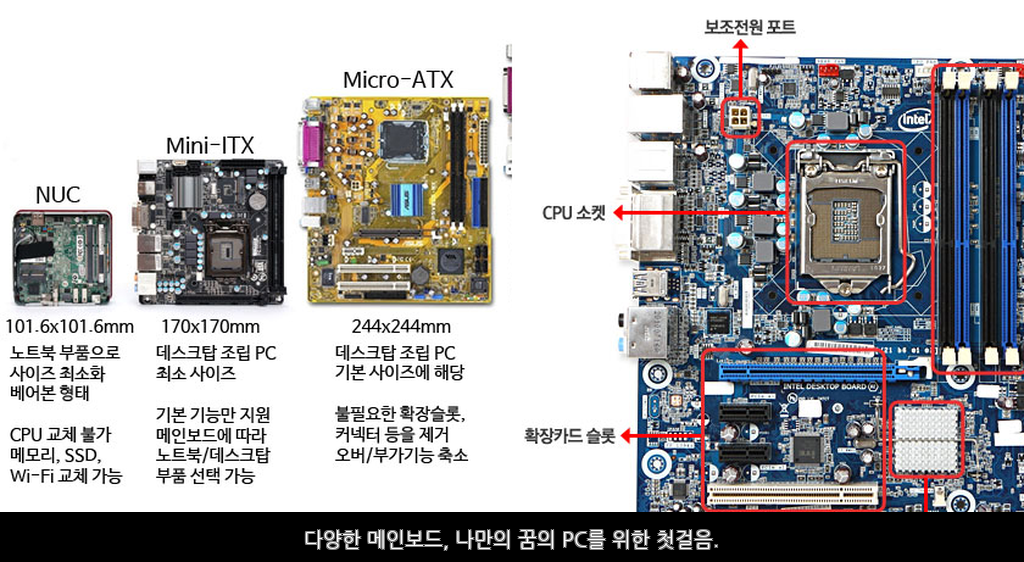 보조전원 포트
Micro-ATX
Mini-ITX
NUC
CPU 소켓
intel
ASUS
101.6x101.6mm
노트북 부품으로
사이즈 최소화
베어본 형태
CPU 교체 불가
메모리, SSD,
Wi-Fi 교체 가능
170x170mm
데스크탑 조립 PC
최소 사이즈
기본 기능만 지원
메인보드에 따라
노트북/데스크탑
부품 선택 가능
244x244mm
데스크탑 조립 PC
기본 사이즈에 해당
불필요한 확장슬롯,
커넥터 등을 제거
오버/부가기능 축소
INTEL DESKTOP BOARD
확장카드 슬롯
다양한 메인보드, 나만의 꿈의 PC를 위한 첫걸음.